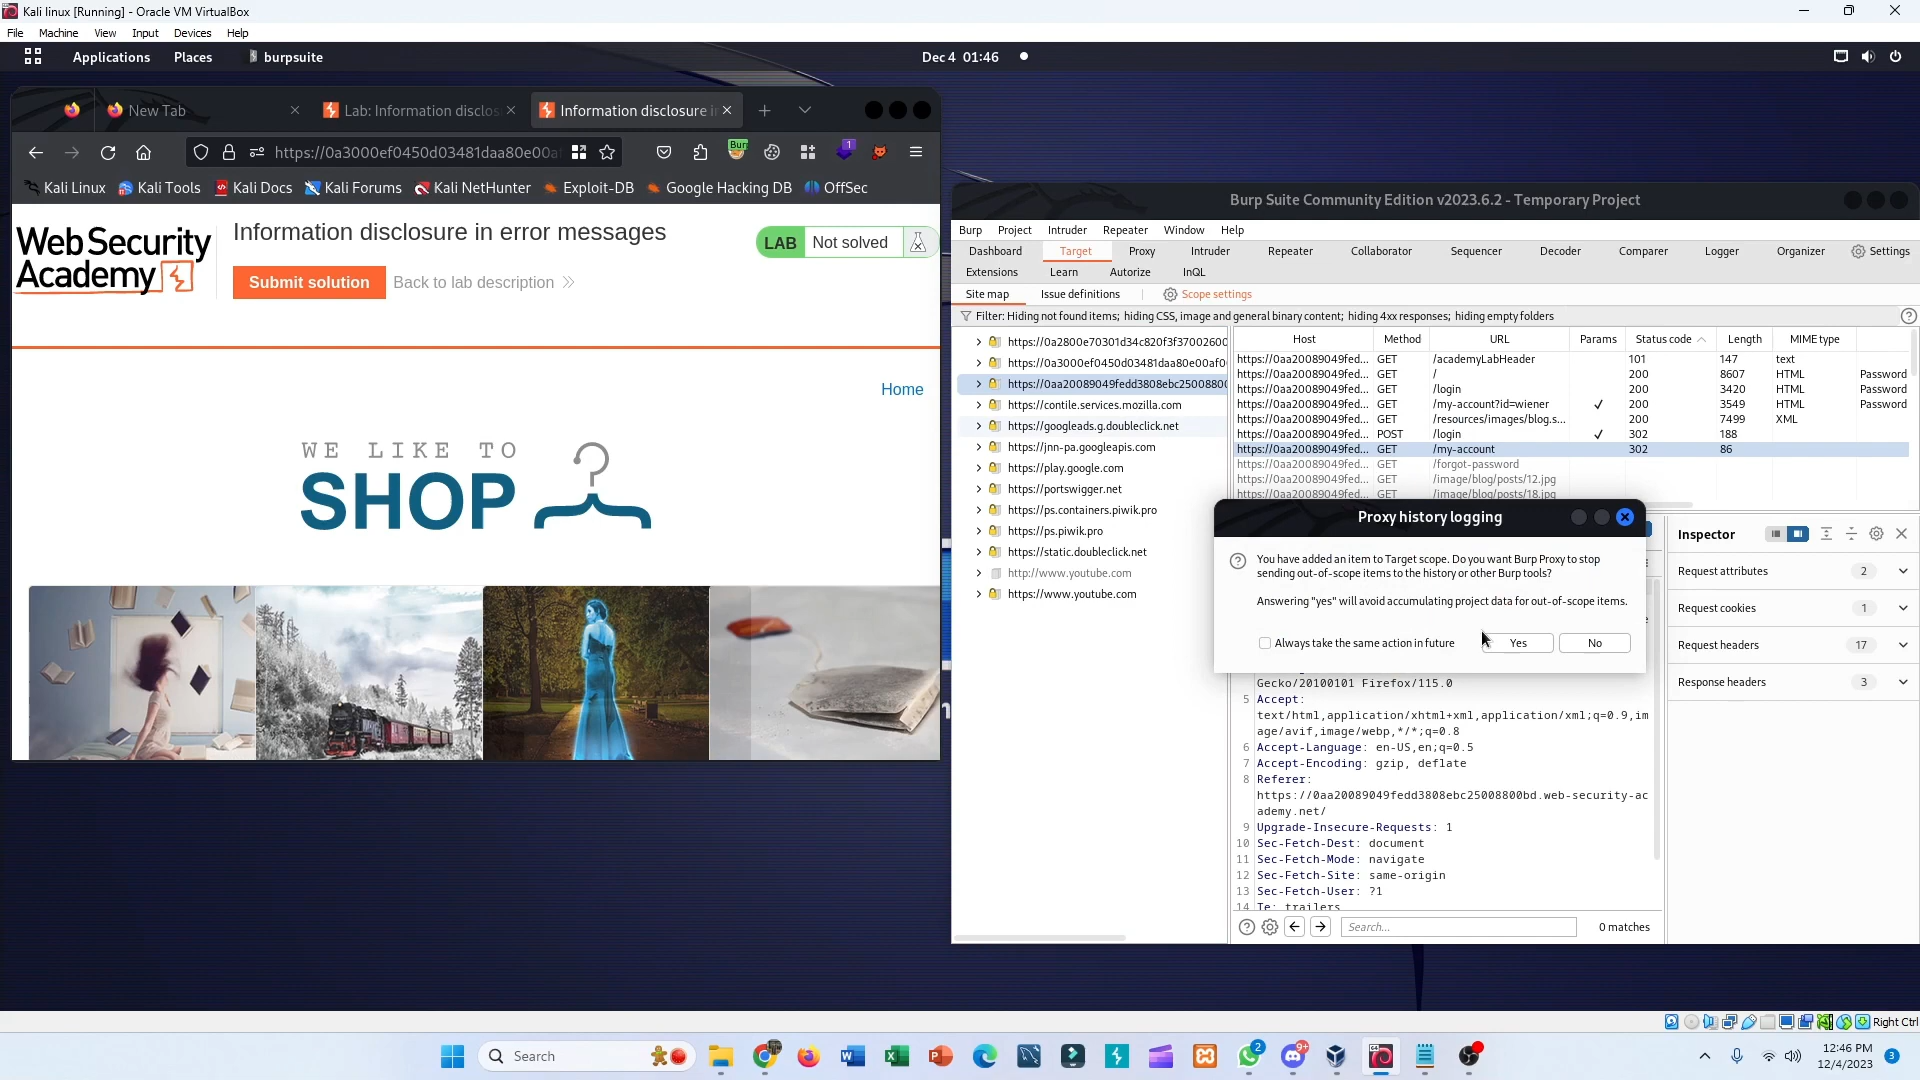 Kali linux [Running] - Oracle VM VirtualBox
File Machine View Input Devices Help
Applications Places burpsuite Dec 4 01:46
New Tab
Lab: Information disclos
Information disclosure i
https://0a3000ef0450d03481daa80e00a
Bur
1
Kali Linux Kali Tools Kali Docs Kali Forums Kali NetHunter Exploit-DB Google Hacking DB OffSec
WebSecurity
Academy
Information disclosure in error messages
Submit solution
Back to lab description
LAB Not solved
Home
WE LIKE TO
SHOP
Burp Suite Community Edition v2023.6.2 - Temporary Project
Burp Project Intruder Repeater Window Help
Dashboard Target Proxy Intruder Repeater Collaborator Sequencer Decoder Comparer Logger Organizer Settings
Extensions Learn Authorize InQL
Site map Issue definitions Scope settings
Filter: Hiding not found items; hiding CSS, image and general binary content; hiding 4xx responses; hiding empty folders
https://0a2800e70301d34c820f3f37002600
https://0a3000ef0450d03481daa80e00af0
https://0aa20089049fedd3808ebc25008800
https://contile.services.mozilla.com
https://googleads.g.doubleclick.net
https://jnn-pa.googleapis.com
https://play.google.com
https://portswigger.net
https://ps.containers.piwik.pro
https://ps.piwik.pro
https://static.doubleclick.net
http://www.youtube.com
https://www.youtube.com
Host Method URL Params Status code Length MIME type
https://0aa20089049fed... GET /academyLabHeader 101 147 text
https://0aa20089049fed... GET / 200 8607 HTML Password
https://0aa20089049fed... GET /login 200 3420 HTML Password
https://0aa20089049fed... GET /my-account?id=wiener ✓ 200 3549 HTML Password
https://0aa20089049fed... GET /resources/images/blog.s... 200 7499 XML
https://0aa20089049fed... POST /login ✓ 302 188
https://0aa20089049fed... GET /my-account 302 86
https://0aa20089049fed... GET /forgot-password
https://0aa20089049fed... GET /image/blog/posts/12.jpg
https://0aa20089049fed... GET /image/blog/posts/18.jpg
Proxy history logging
You have added an item to Target scope. Do you want Burp Proxy to stop
sending out-of-scope items to the history or other Burp tools?
Answering "yes" will avoid accumulating project data for out-of-scope items.
Always take the same action in future
Yes
No
Gecko/20100101 Firefox/115.0
5 Accept:
text/html,application/xhtml+xml,application/xml;q=0.9,im
age/avif,image/webp,*/*;q=0.8
6 Accept-Language: en-US,en;q=0.5
7 Accept-Encoding: gzip, deflate
8 Referer:
https://0aa20089049fedd3808ebc25008800bd.web-security-ac
ademy.net/
9 Upgrade-Insecure-Requests: 1
10 Sec-Fetch-Dest: document
11 Sec-Fetch-Mode: navigate
12 Sec-Fetch-Site: same-origin
13 Sec-Fetch-User: ?1
14 Te: trailers
Search...
0 matches
Inspector
Request attributes 2
Request cookies 1
Request headers 17
Response headers 3
Right Ctrl
Search
2
9+
12:46 PM
12/4/2023
3